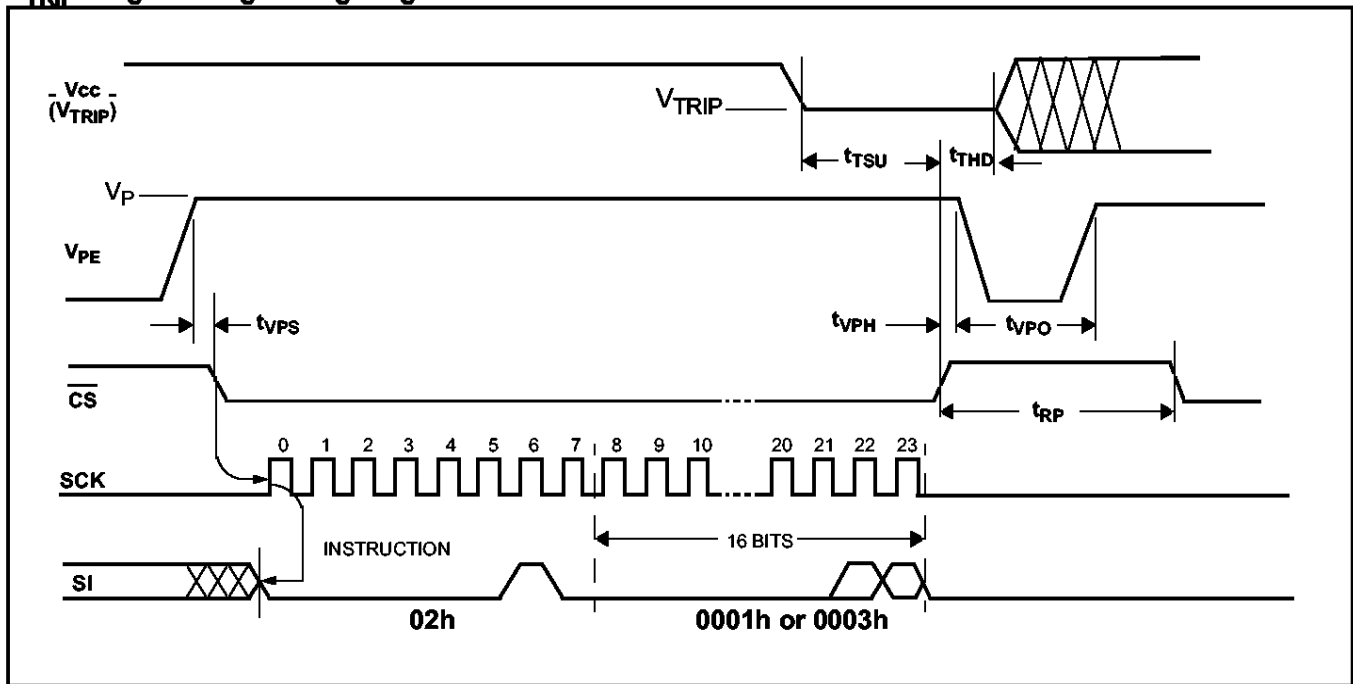 Vcc
(VTRIP)
VTRIP
tTSU
tTHD
VP
VPE
tVPS
tVPH
tVPO
CS
tRP
0 1 2 3 4 5 6 7 8 9 10 20 21 22 23
SCK
16 BITS
INSTRUCTION
SI
02h
0001h or 0003h